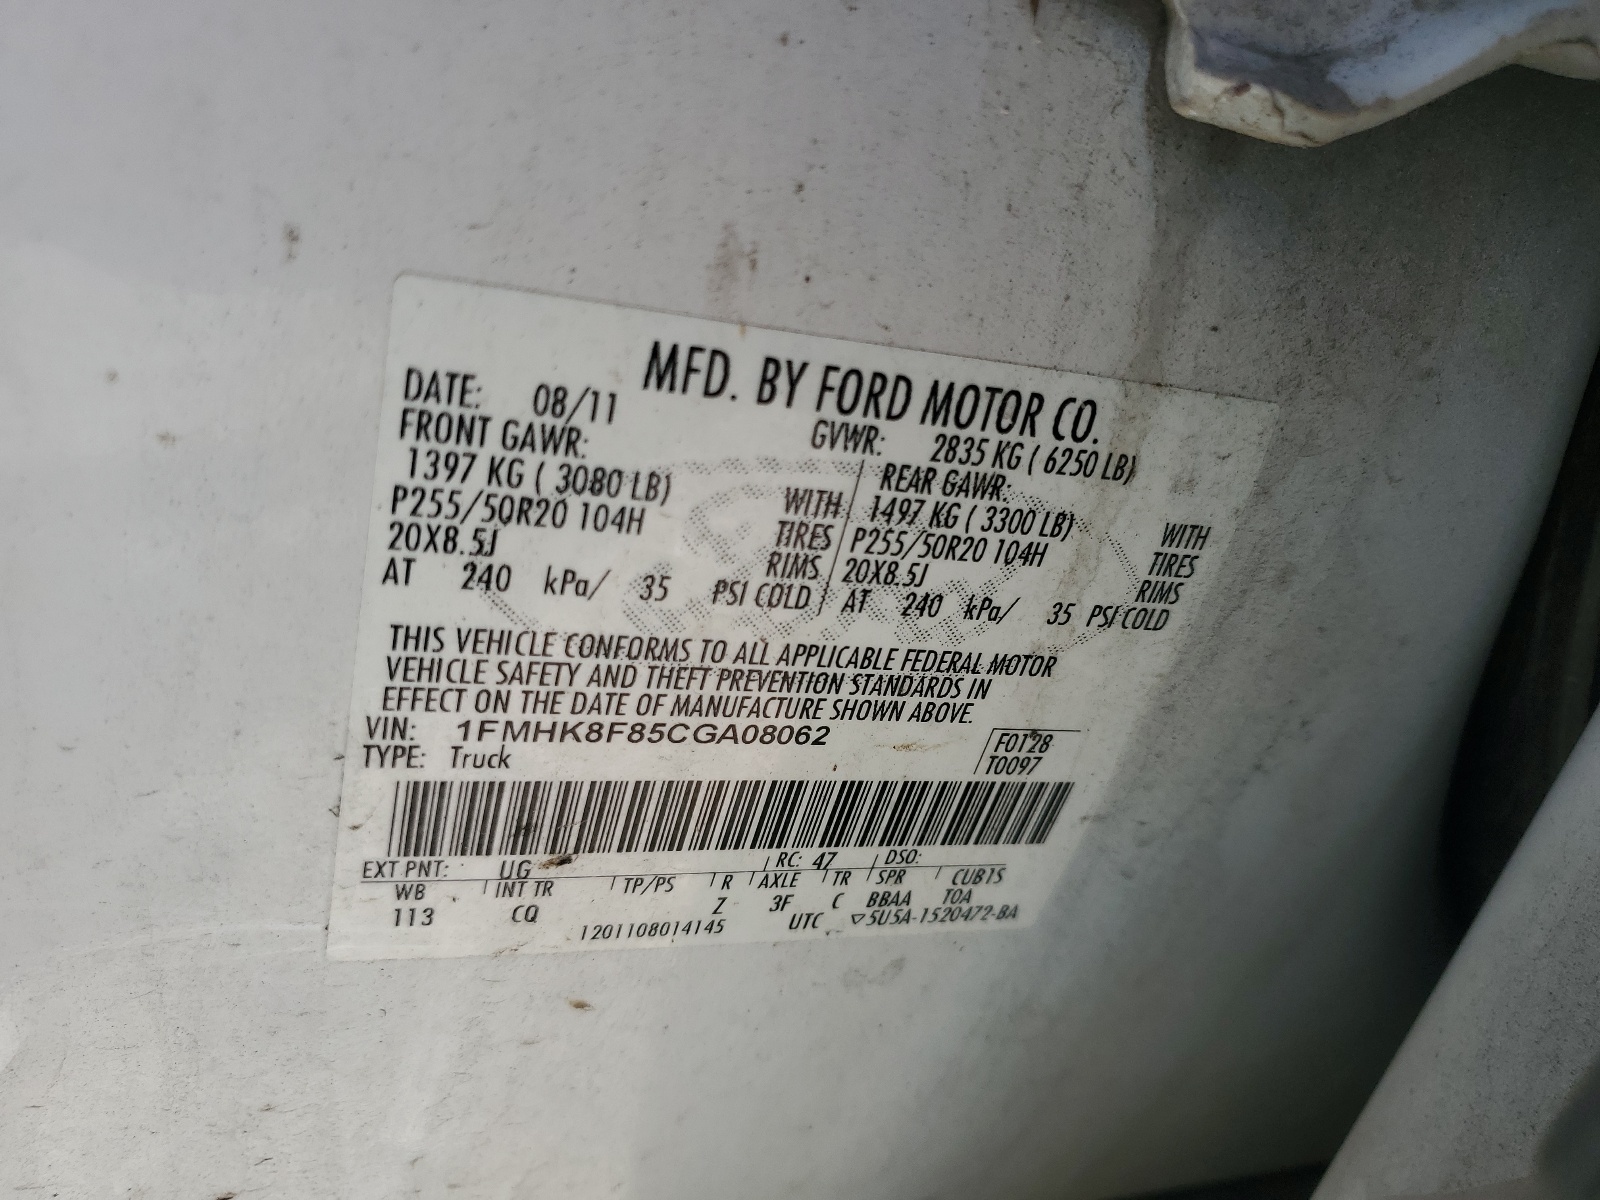 MFD. BY FORD MOTOR CO.
DATE: 08/11 GVWR: 2835 KG ( 6250 LB)
FRONT GAWR: REAR GAWR:
1397 KG ( 3080 LB) WITH 1497 KG ( 3300 LB) WITH
P255/50R20 104H TIRES P255/50R20 104H TIRES
20X8.5J RIMS 20X8.5J RIMS
AT 240 kPa/ 35 PSI COLD AT 240 kPa/ 35 PSI COLD
THIS VEHICLE CONFORMS TO ALL APPLICABLE FEDERAL MOTOR
VEHICLE SAFETY AND THEFT PREVENTION STANDARDS IN
EFFECT ON THE DATE OF MANUFACTURE SHOWN ABOVE.
VIN: 1FMHK8F85CGA08062 F0128
TYPE: Truck T0097
EXT PNT: UG RC: 47 DSO:
WB INT TR TP/PS R AXLE TR SPR CUBTS
113 CQ Z 3F C BBAA TOA
1201108014145 UTC ▽5U5A-1520472-BA